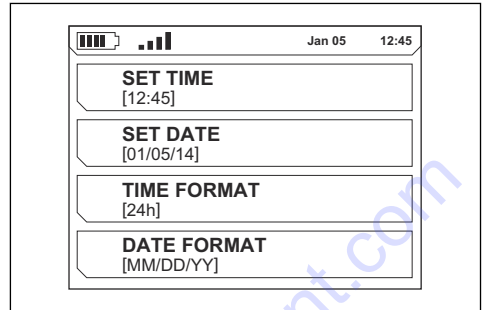 Jan 05 12:45
SET TIME
[12:45]
SET DATE
[01/05/14]
TIME FORMAT
[24h]
DATE FORMAT
[MM/DD/YY]